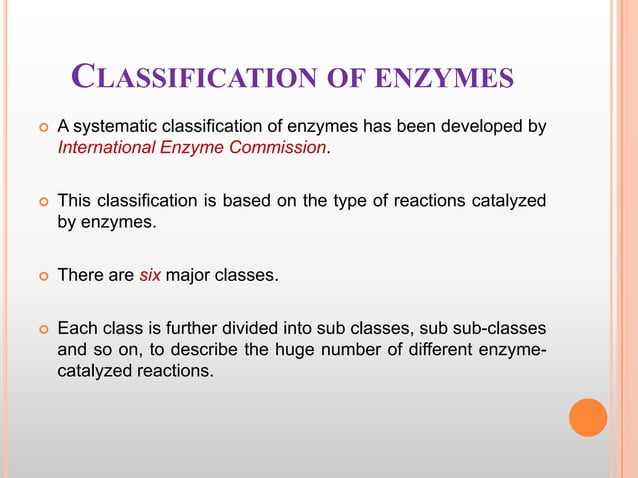 CLASSIFICATION OF ENZYMES
A systematic classification of enzymes has been developed by
International Enzyme Commission.
This classification is based on the type of reactions catalyzed
by enzymes.
There are six major classes.
Each class is further divided into sub classes, sub sub-classes
and so on, to describe the huge number of different enzyme-
catalyzed reactions.